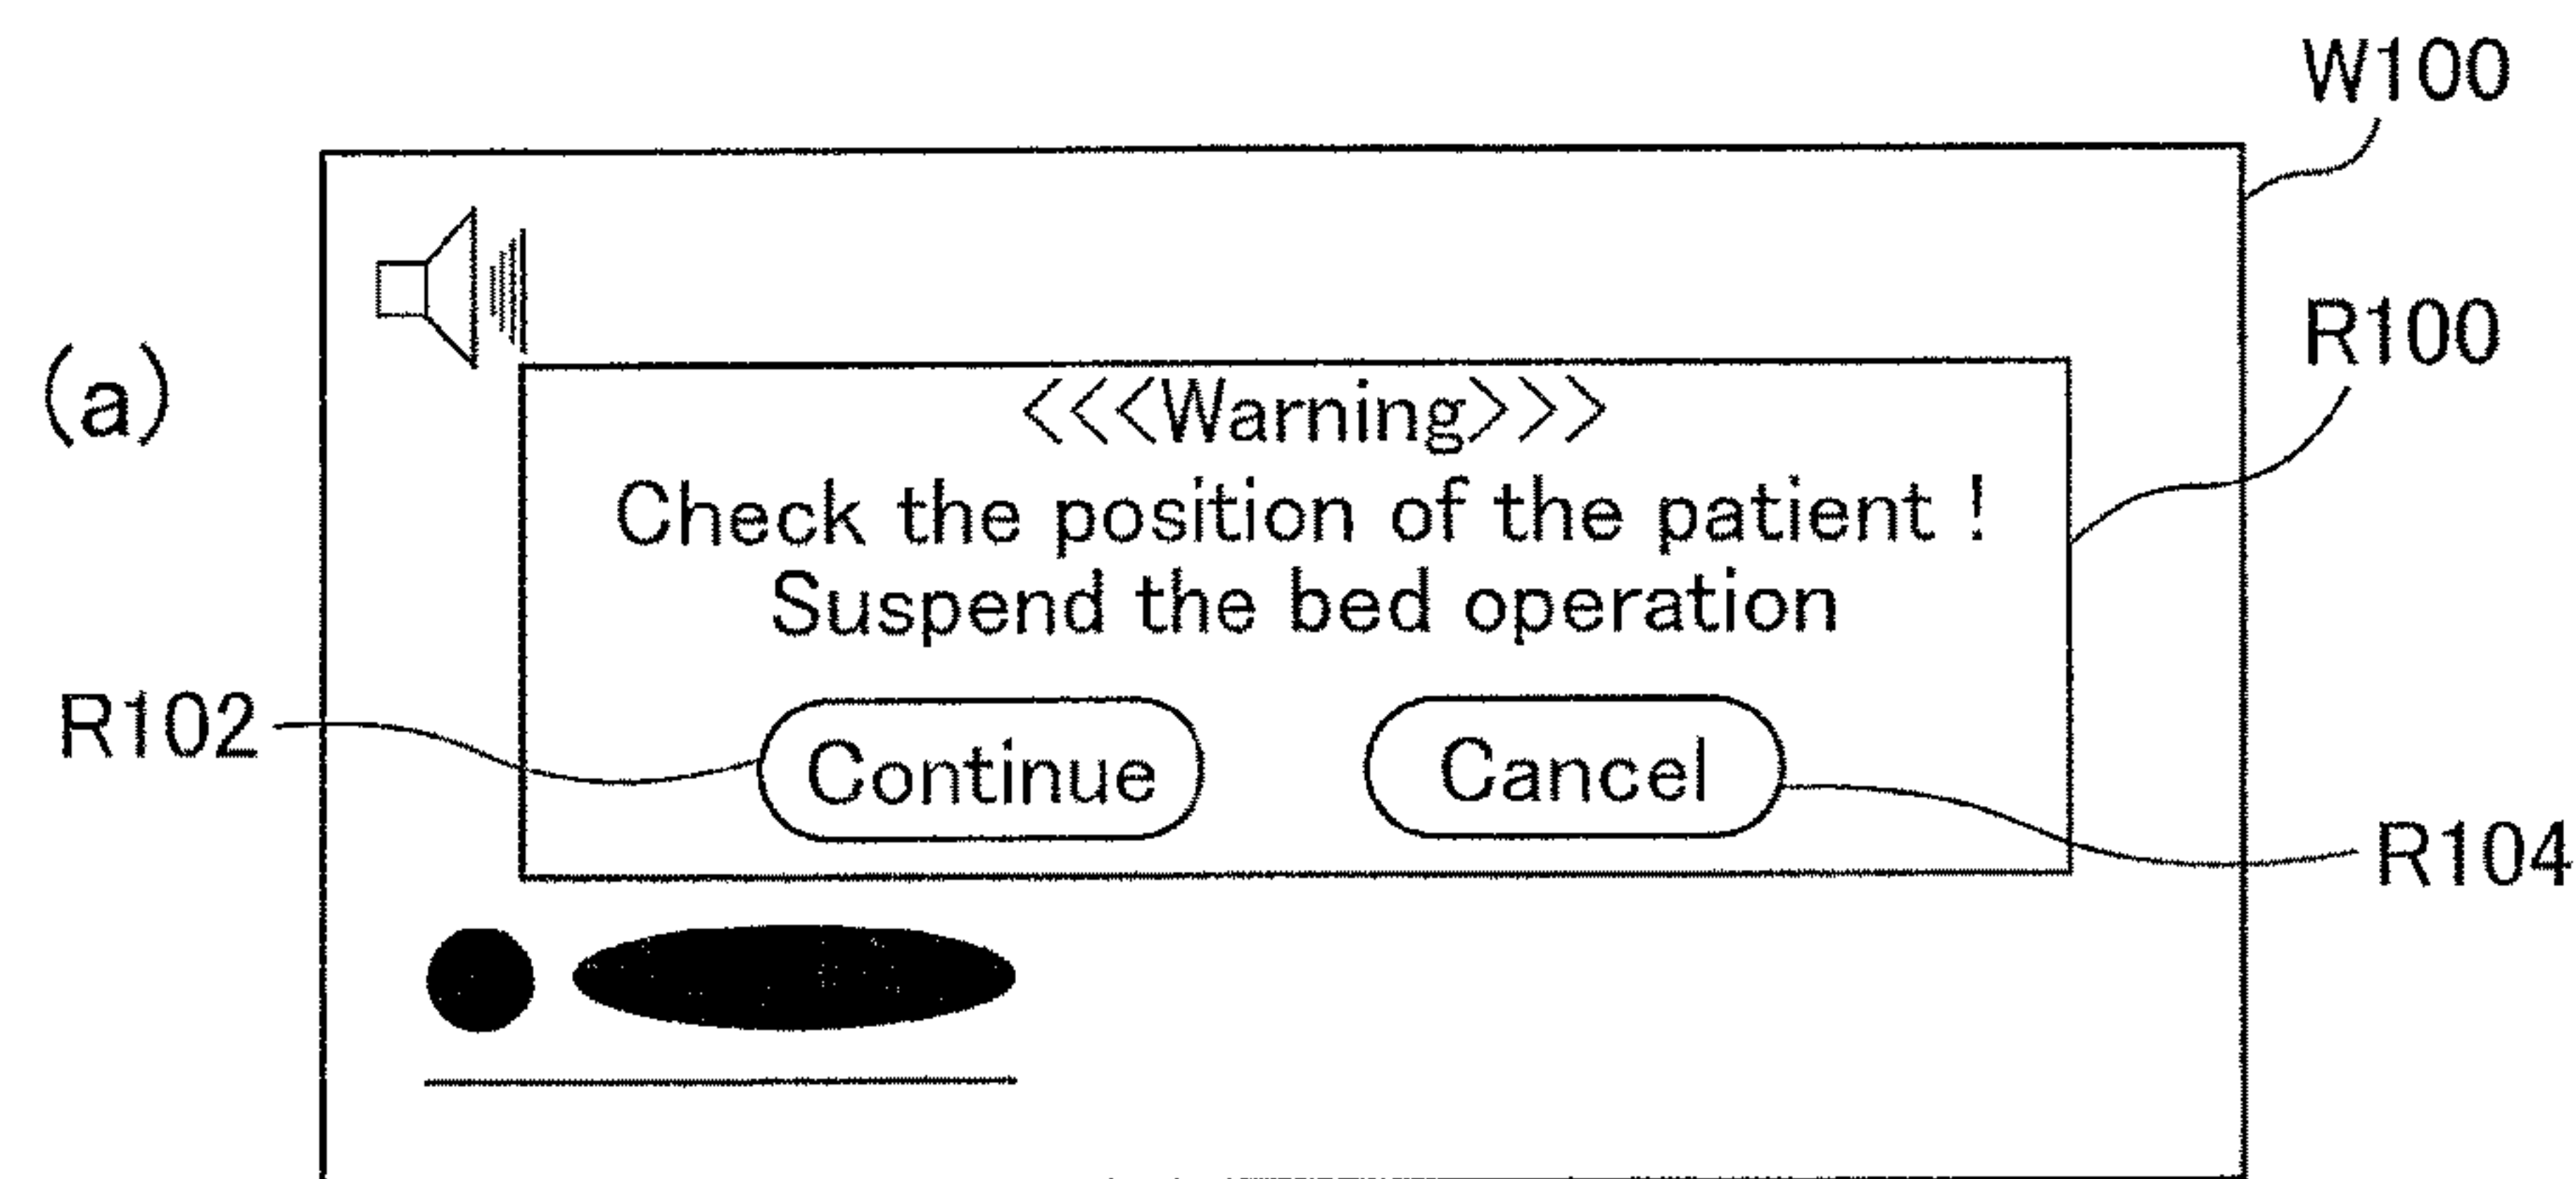 W100
R100
(a)
<<<Warning>>>
Check the position of the patient !
Suspend the bed operation
R102
Continue
Cancel
R104